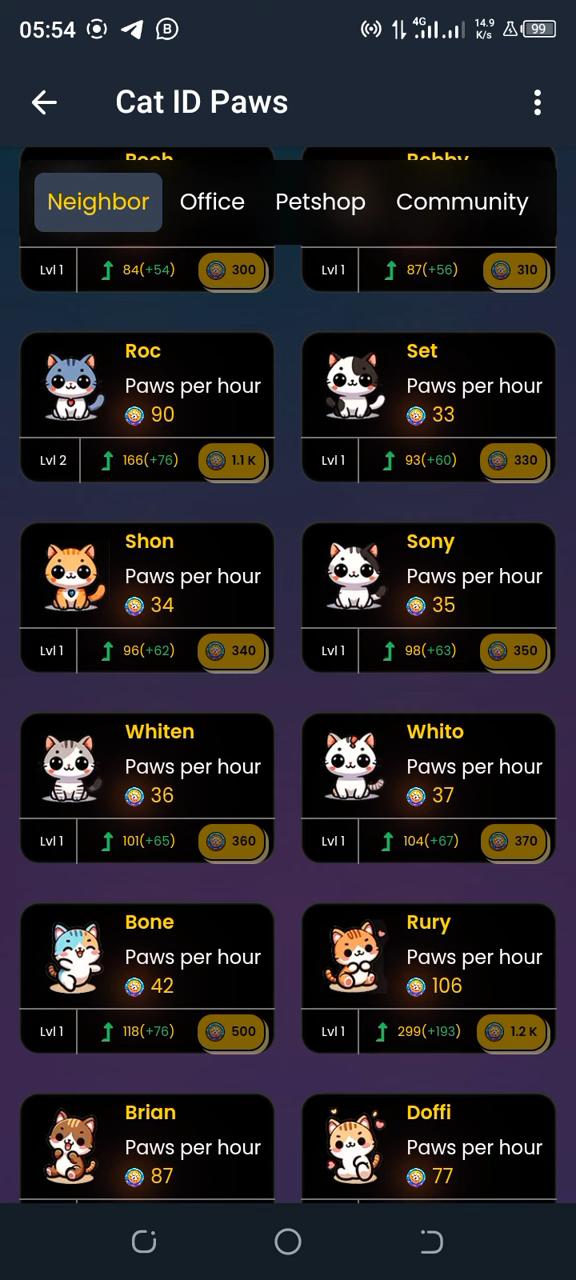 05:54
4G
14.9
K/s
99
Cat ID Paws
Neighbor Office Petshop Community
Lvl 1 84(+54) 300
Lvl 1 87(+56) 310
Roc
Paws per hour
90
Lvl 2 166(+76) 1.1 K
Set
Paws per hour
33
Lvl 1 93(+60) 330
Shon
Paws per hour
34
Lvl 1 96(+62) 340
Sony
Paws per hour
35
Lvl 1 98(+63) 350
Whiten
Paws per hour
36
Lvl 1 101(+65) 360
Whito
Paws per hour
37
Lvl 1 104(+67) 370
Bone
Paws per hour
42
Lvl 1 118(+76) 500
Rury
Paws per hour
106
Lvl 1 299(+193) 1.2 K
Brian
Paws per hour
87
Doffi
Paws per hour
77